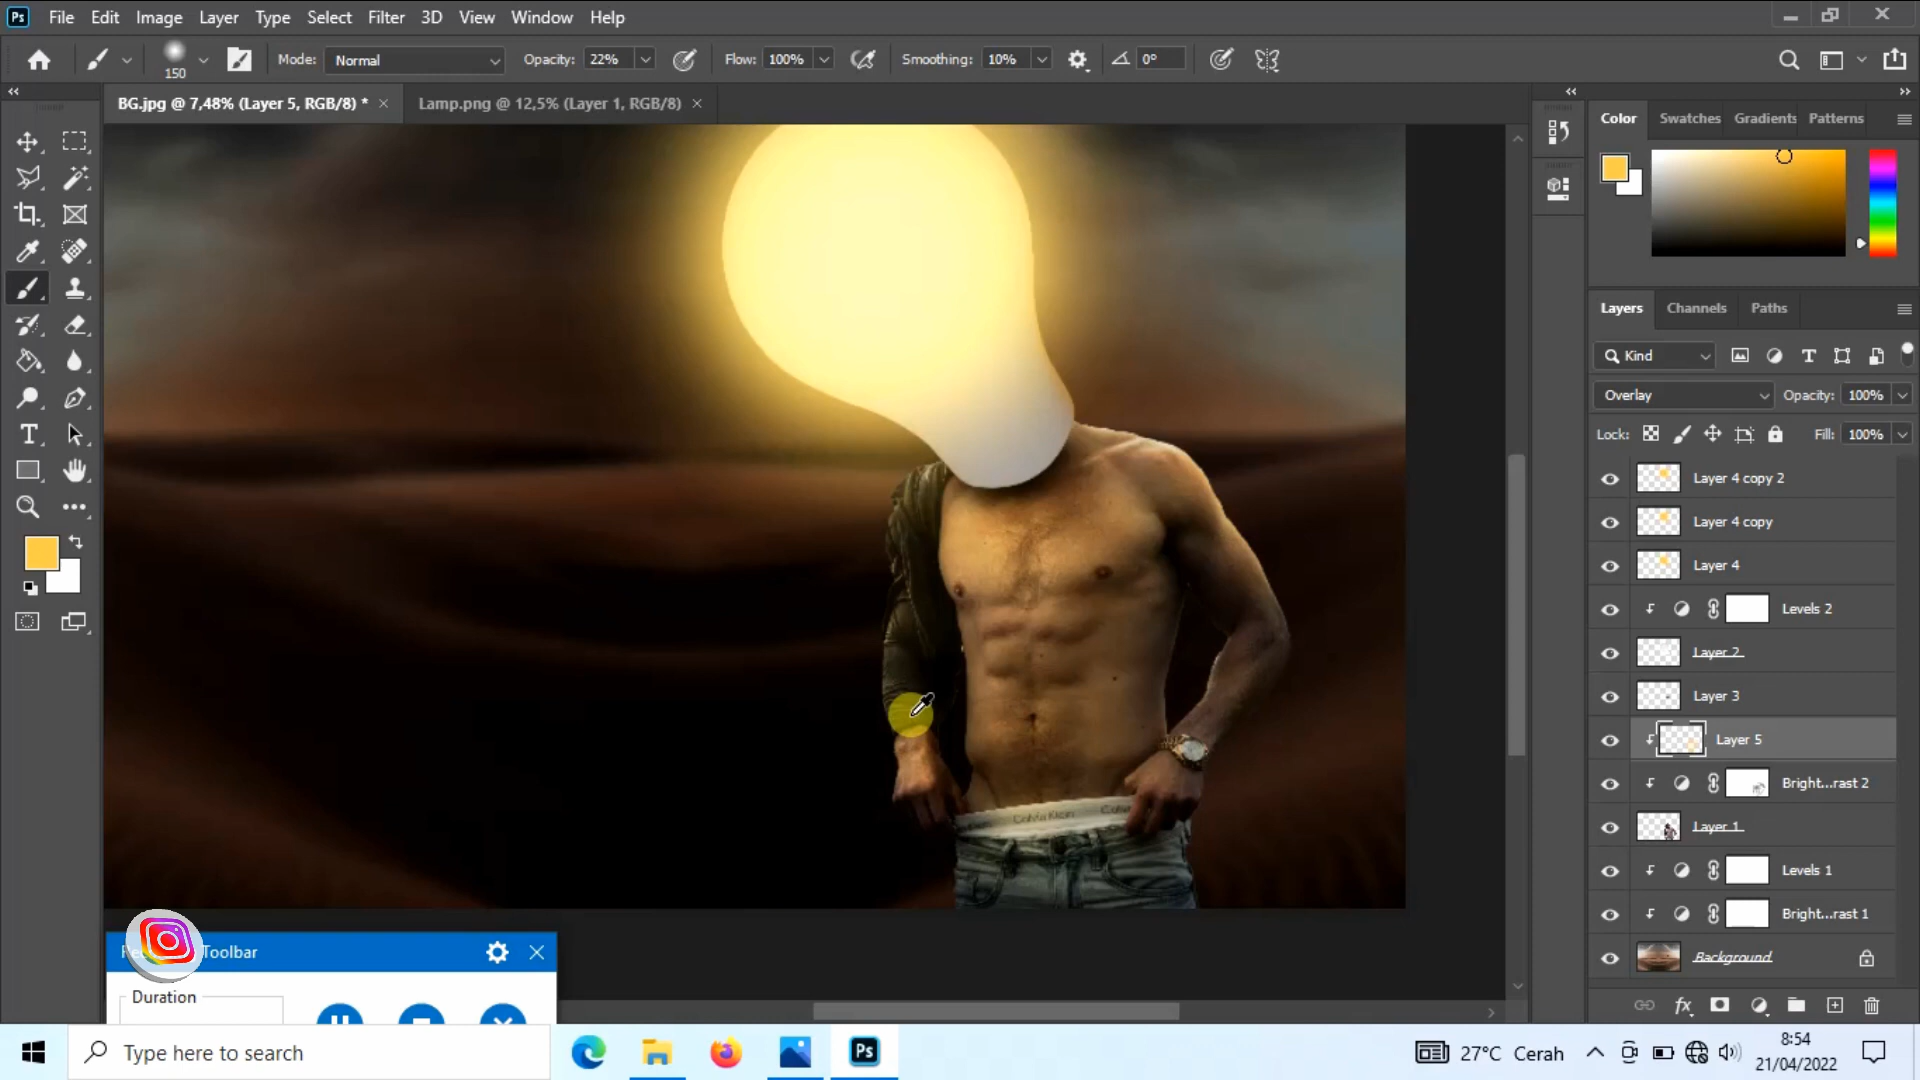 Ps File Edit Image Layer Type Select Filter 3D View Window Help
150 Mode: Normal Opacity: 22% Flow: 100% Smoothing: 10% 0°
BG.jpg @ 7,48% (Layer 5, RGB/8) * Lamp.png @ 12,5% (Layer 1, RGB/8)
Color Swatches Gradients Patterns
Layers Channels Paths
Kind
Overlay Opacity: 100%
Lock: Fill: 100%
Layer 4 copy 2
Layer 4 copy
Layer 4
Levels 2
Layer 2
Layer 3
Layer 5
Bright...rast 2
Layer 1
Levels 1
Bright...rast 1
Background
Calvin Klein
Toolbar
Duration
fx
Type here to search
Ps
27°C Cerah
8:54
21/04/2022